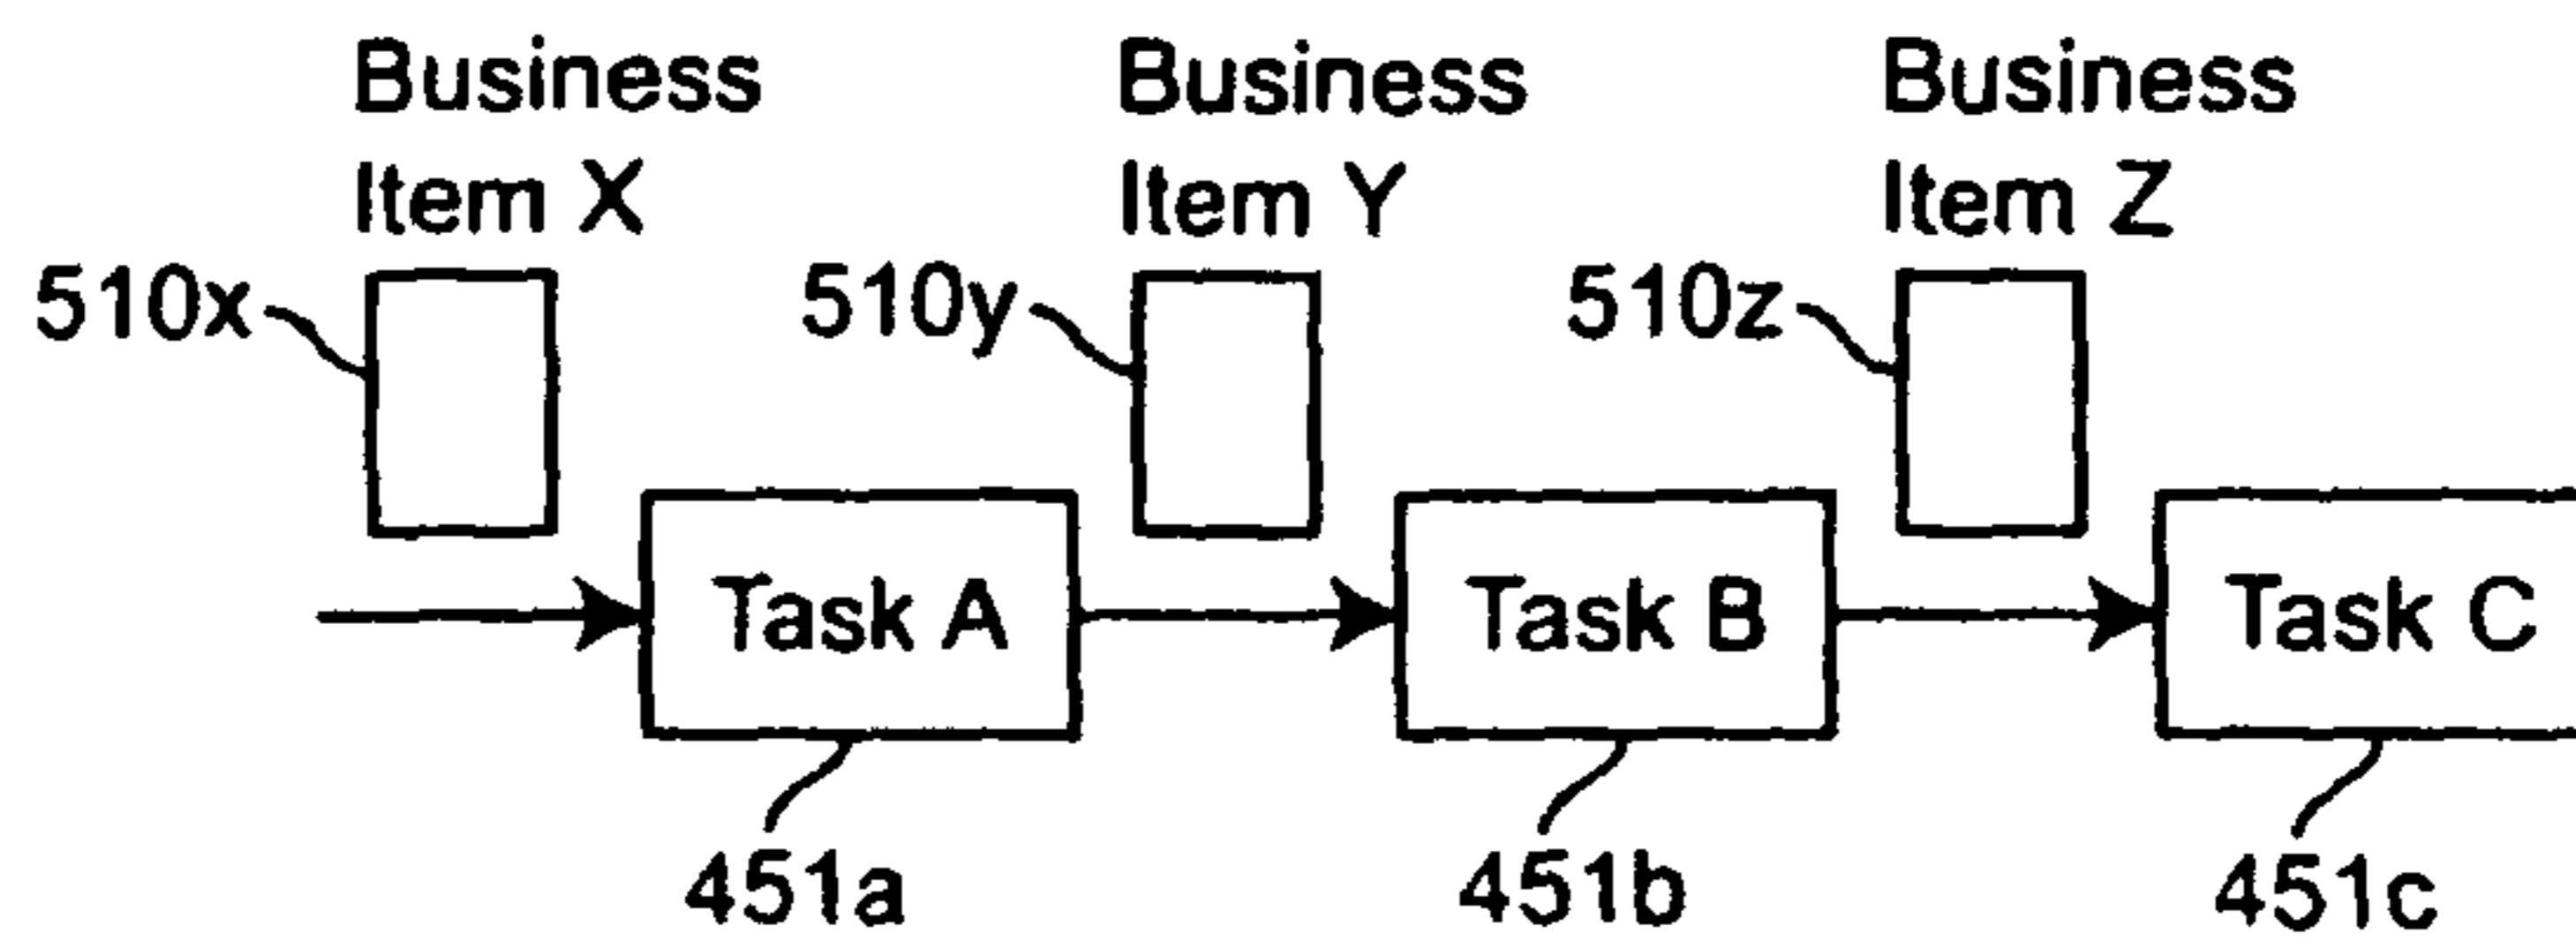 Business
Item X
Business
Item Y
Business
Item Z
510x
510y
510z
Task A
Task B
Task C
451a
451b
451c